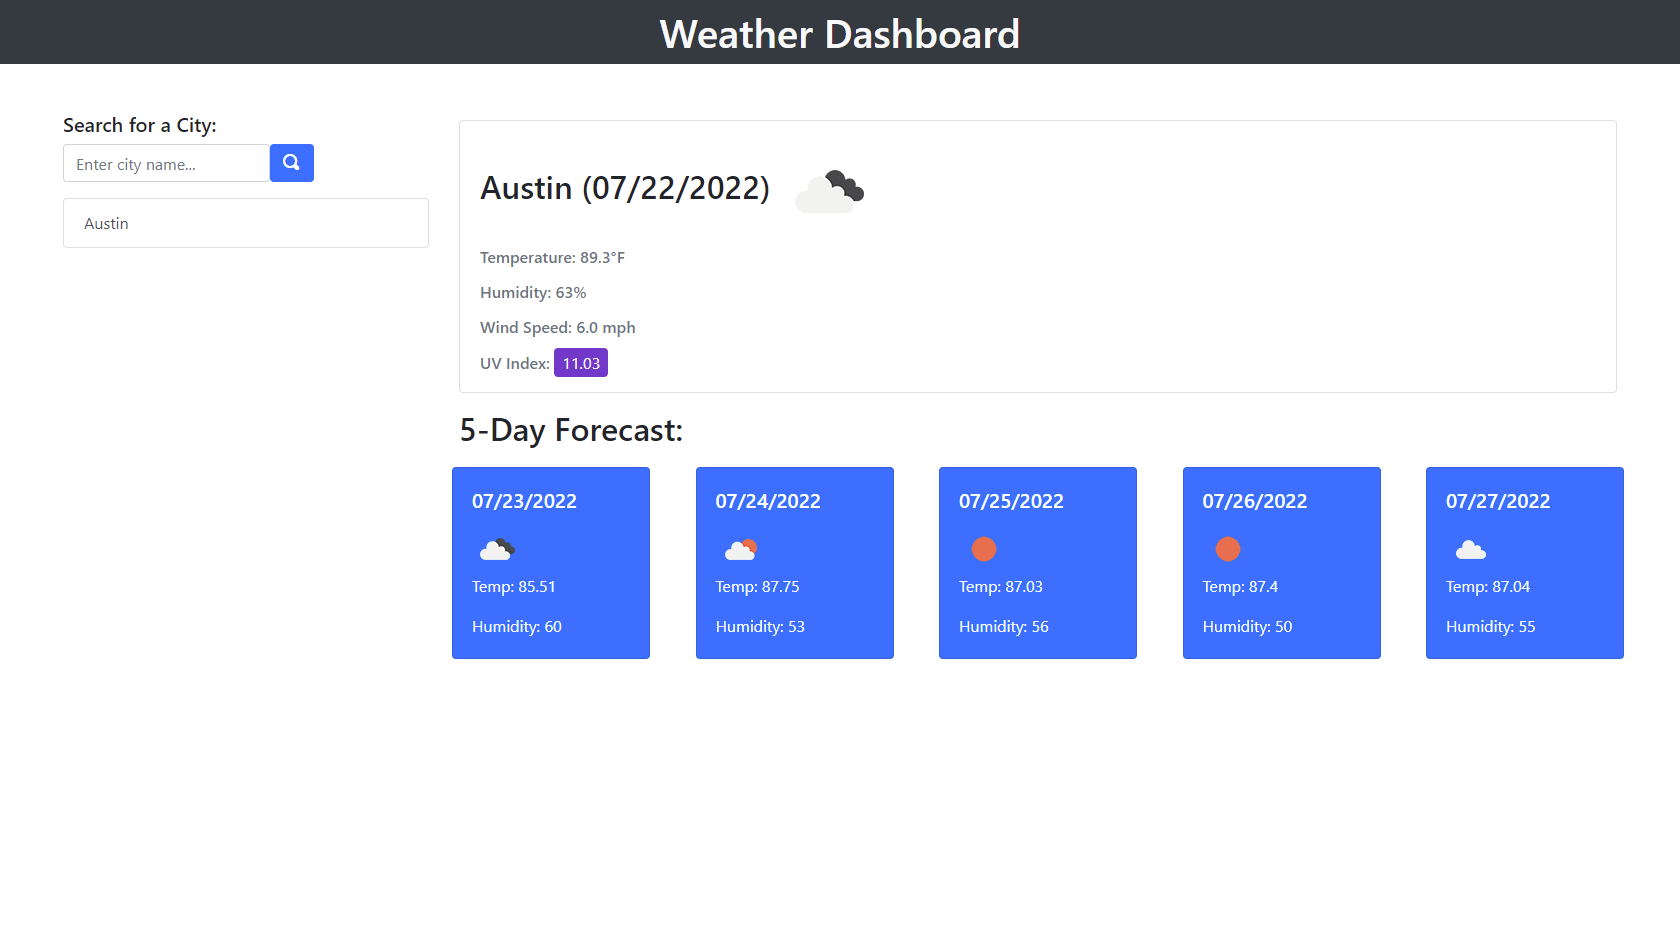 Weather Dashboard
Search for a City:
Enter city name...
Austin
Austin (07/22/2022)
Temperature: 89.3°F
Humidity: 63%
Wind Speed: 6.0 mph
UV Index: 11.03
5-Day Forecast:
07/23/2022
Temp: 85.51
Humidity: 60
07/24/2022
Temp: 87.75
Humidity: 53
07/25/2022
Temp: 87.03
Humidity: 56
07/26/2022
Temp: 87.4
Humidity: 50
07/27/2022
Temp: 87.04
Humidity: 55